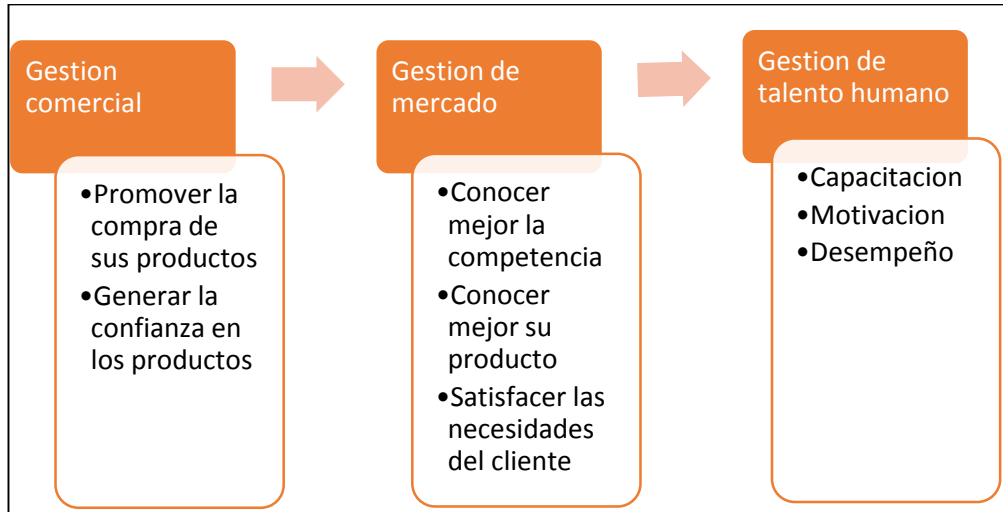 Gestion
comercial
•Promover la
compra de
sus productos
•Generar la
confianza en
los productos
Gestion de
mercado
•Conocer
mejor la
competencia
•Conocer
mejor su
producto
•Satisfacer las
necesidades
del cliente
Gestion de
talento humano
•Capacitacion
•Motivacion
•Desempeño